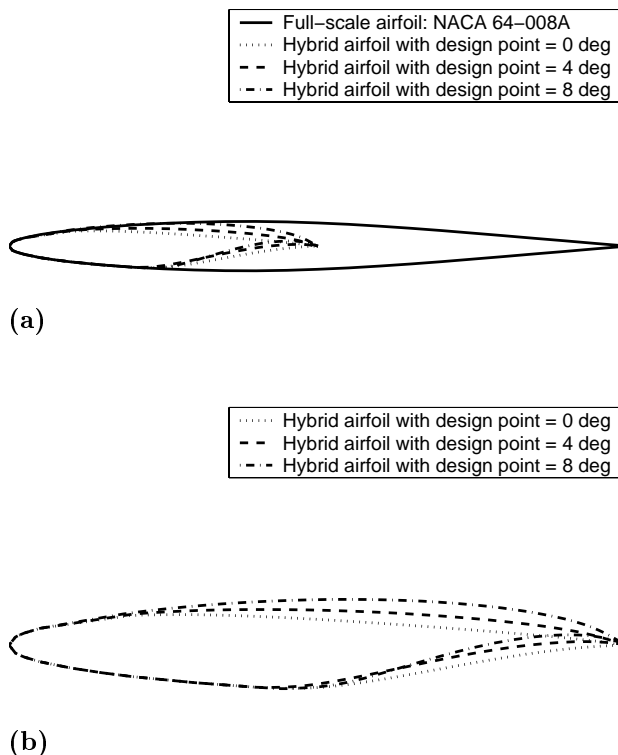 Full−scale airfoil: NACA 64−008A
Hybrid airfoil with design point = 0 deg
Hybrid airfoil with design point = 4 deg
Hybrid airfoil with design point = 8 deg
(a)
Hybrid airfoil with design point = 0 deg
Hybrid airfoil with design point = 4 deg
Hybrid airfoil with design point = 8 deg
(b)